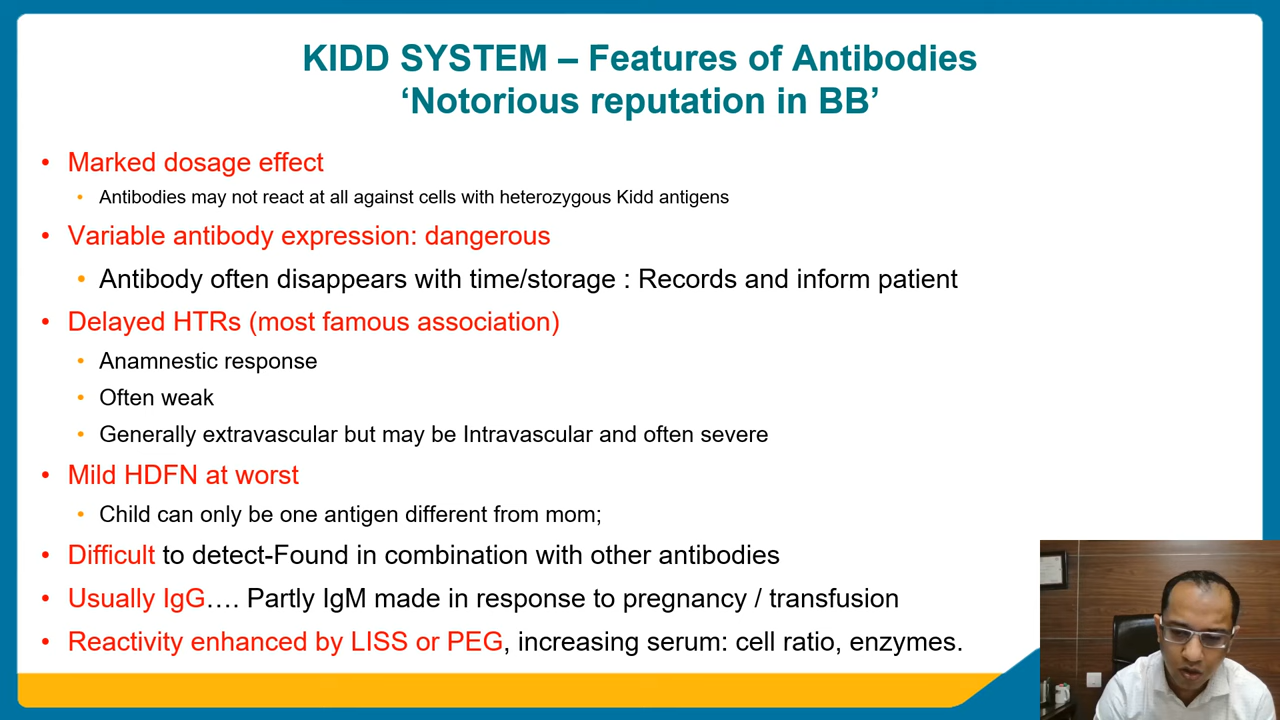 KIDD SYSTEM – Features of Antibodies
‘Notorious reputation in BB’
• Marked dosage effect
• Antibodies may not react at all against cells with heterozygous Kidd antigens
• Variable antibody expression: dangerous
• Antibody often disappears with time/storage : Records and inform patient
• Delayed HTRs (most famous association)
• Anamnestic response
• Often weak
• Generally extravascular but may be Intravascular and often severe
• Mild HDFN at worst
• Child can only be one antigen different from mom;
• Difficult to detect-Found in combination with other antibodies
• Usually IgG…. Partly IgM made in response to pregnancy / transfusion
• Reactivity enhanced by LISS or PEG, increasing serum: cell ratio, enzymes.